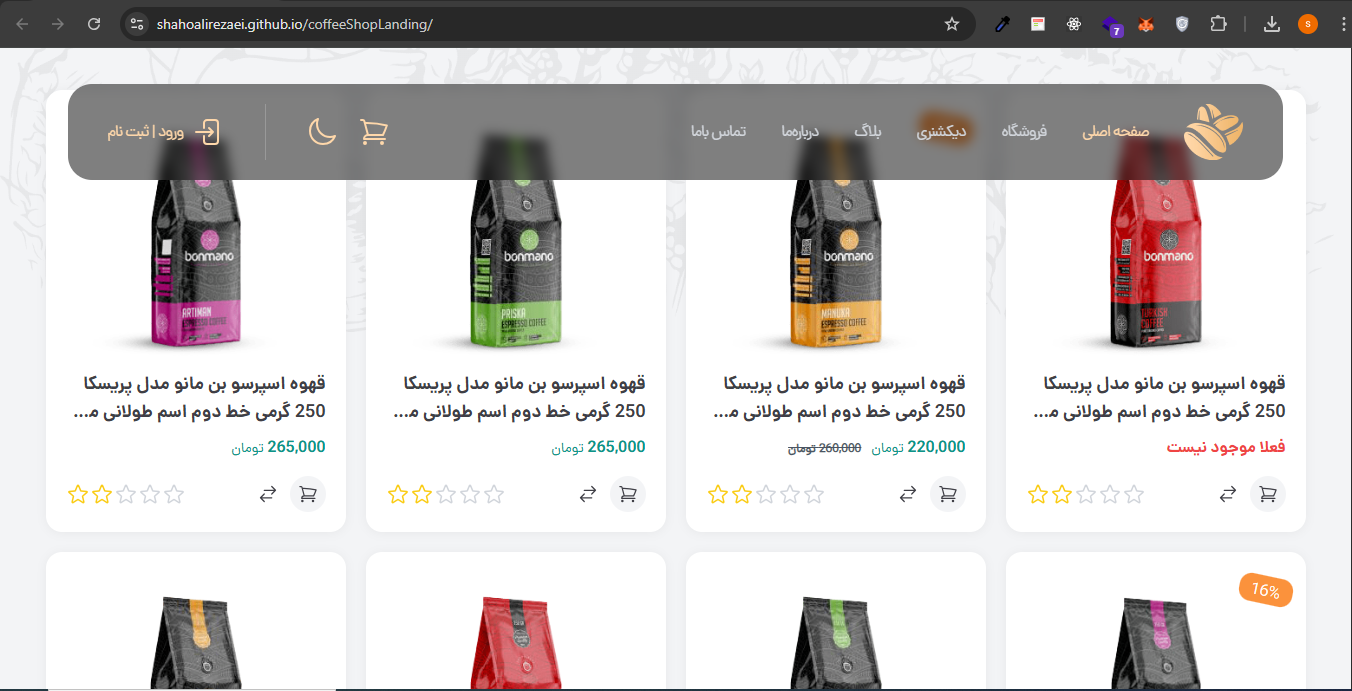 shahoalirezaei.github.io/coffeeShopLanding/
7
s
صفحه اصلی
فروشگاه
دیکشنری
بلاگ
درباره‌ما
تماس باما
ورود | ثبت نام
bonmano
TURKISH
COFFEE
bonmano
MANUKA
ESPRESSO COFFEE
bonmano
PRISKA
ESPRESSO COFFEE
bonmano
ARTIMAN
ESPRESSO COFFEE
قهوه اسپرسو بن مانو مدل پریسکا
250 گرمی خط دوم اسم طولانی م...
فعلا موجود نیست
قهوه اسپرسو بن مانو مدل پریسکا
250 گرمی خط دوم اسم طولانی م...
220,000 تومان 260,000 تومان
قهوه اسپرسو بن مانو مدل پریسکا
250 گرمی خط دوم اسم طولانی م...
265,000 تومان
قهوه اسپرسو بن مانو مدل پریسکا
250 گرمی خط دوم اسم طولانی م...
265,000 تومان
16%